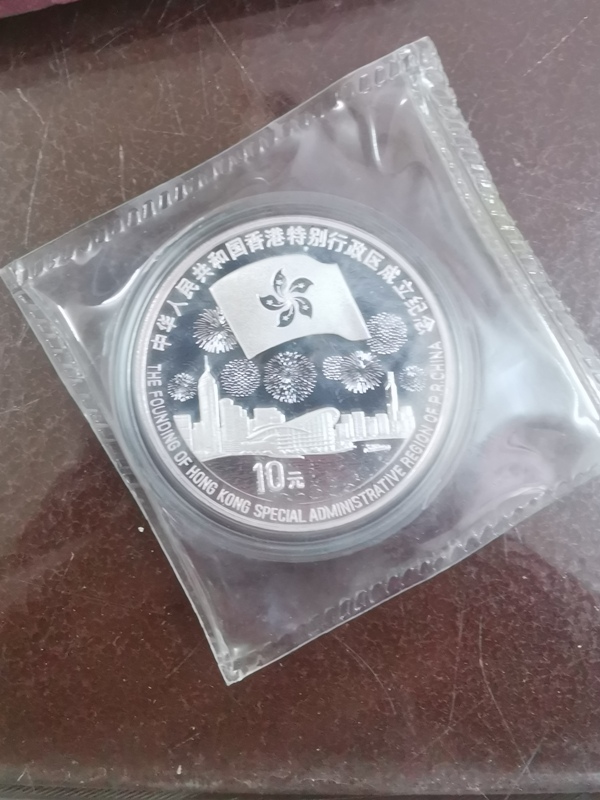 中华人民共和国香港特别行政区成立纪念
10元
THE FOUNDING OF HONG KONG SPECIAL ADMINISTRATIVE REGION OF P.R.CHINA